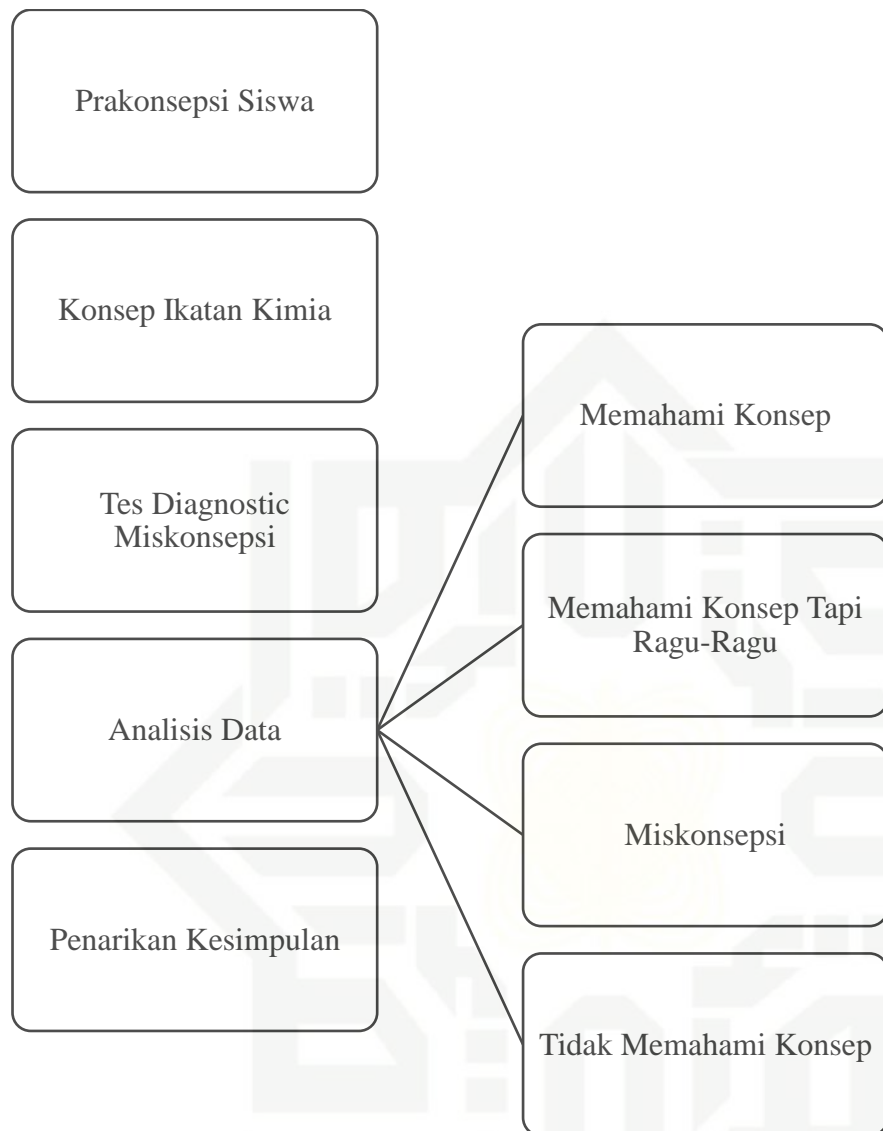 Prakonsepsi Siswa
Konsep Ikatan Kimia
Tes Diagnostic
Miskonsepsi
Analisis Data
Penarikan Kesimpulan
Memahami Konsep
Memahami Konsep Tapi
Ragu-Ragu
Miskonsepsi
Tidak Memahami Konsep